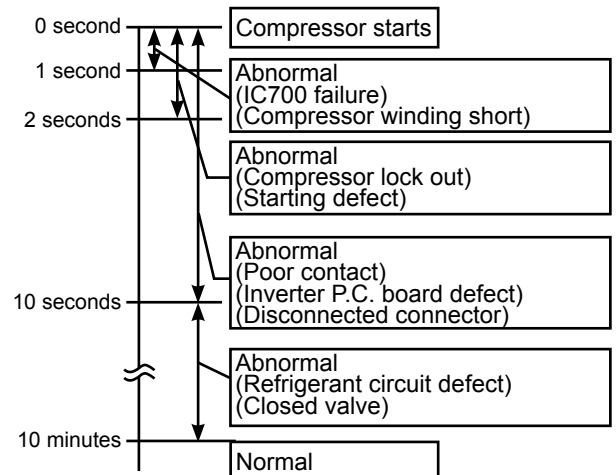 0 second
Compressor starts
1 second
Abnormal
(IC700 failure)
(Compressor winding short)
2 seconds
Abnormal
(Compressor lock out)
(Starting defect)
Abnormal
(Poor contact)
(Inverter P.C. board defect)
(Disconnected connector)
10 seconds
Abnormal
(Refrigerant circuit defect)
(Closed valve)
10 minutes
Normal